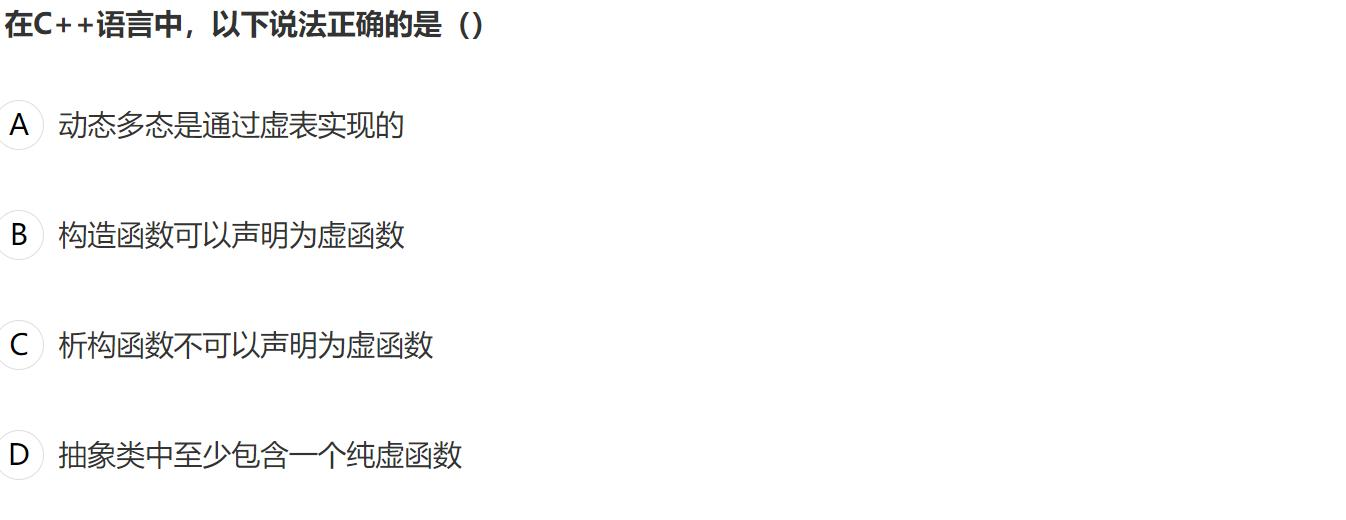 在C++语言中，以下说法正确的是（）
A 动态多态是通过虚表实现的
B 构造函数可以声明为虚函数
C 析构函数不可以声明为虚函数
D 抽象类中至少包含一个纯虚函数